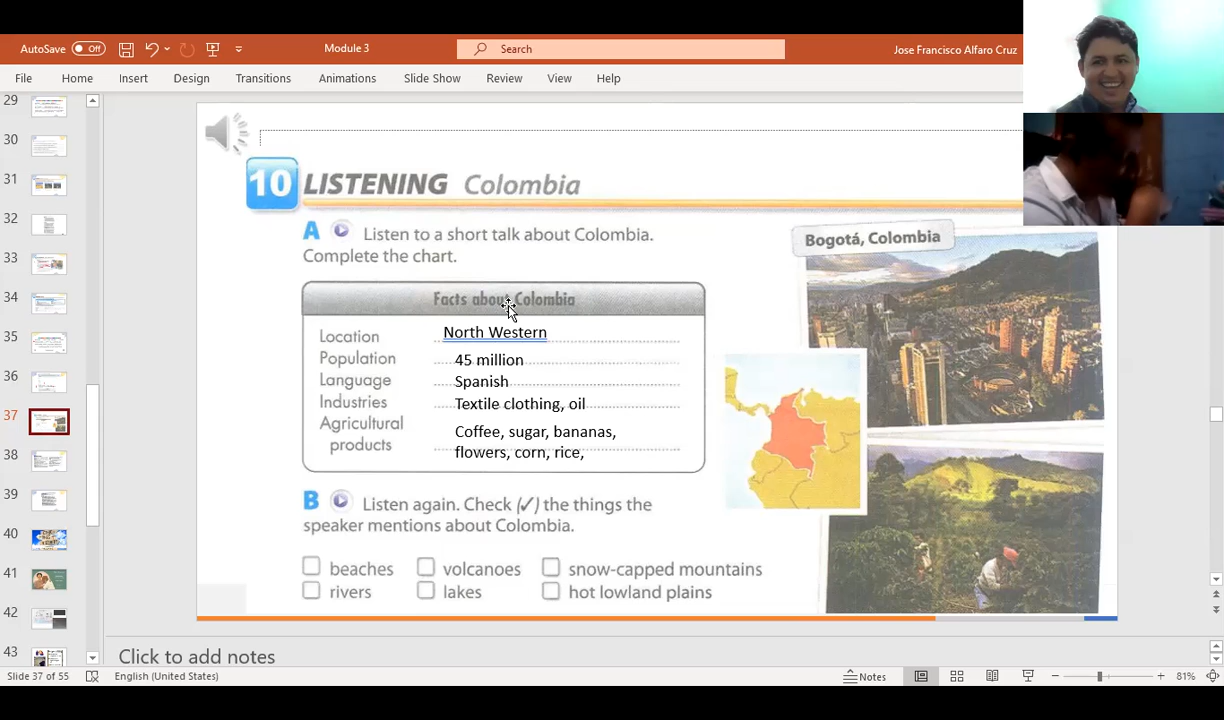 AutoSave Off
Module 3
Search
Jose Francisco Alfaro Cruz
File Home Insert Design Transitions Animations Slide Show Review View Help
29
30
31
32
33
34
35
36
37
38
39
40
41
42
43
10 LISTENING Colombia
A Listen to a short talk about Colombia.
Complete the chart.
Facts about Colombia
Location North Western
Population 45 million
Language Spanish
Industries Textile clothing, oil
Agricultural Coffee, sugar, bananas,
products flowers, corn, rice,
Bogotá, Colombia
B Listen again. Check (✓) the things the
speaker mentions about Colombia.
beaches volcanoes snow-capped mountains
rivers lakes hot lowland plains
Click to add notes
Slide 37 of 55 English (United States) Notes 81%